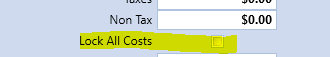 Taxes $0.00
Non Tax $0.00
Lock All Costs